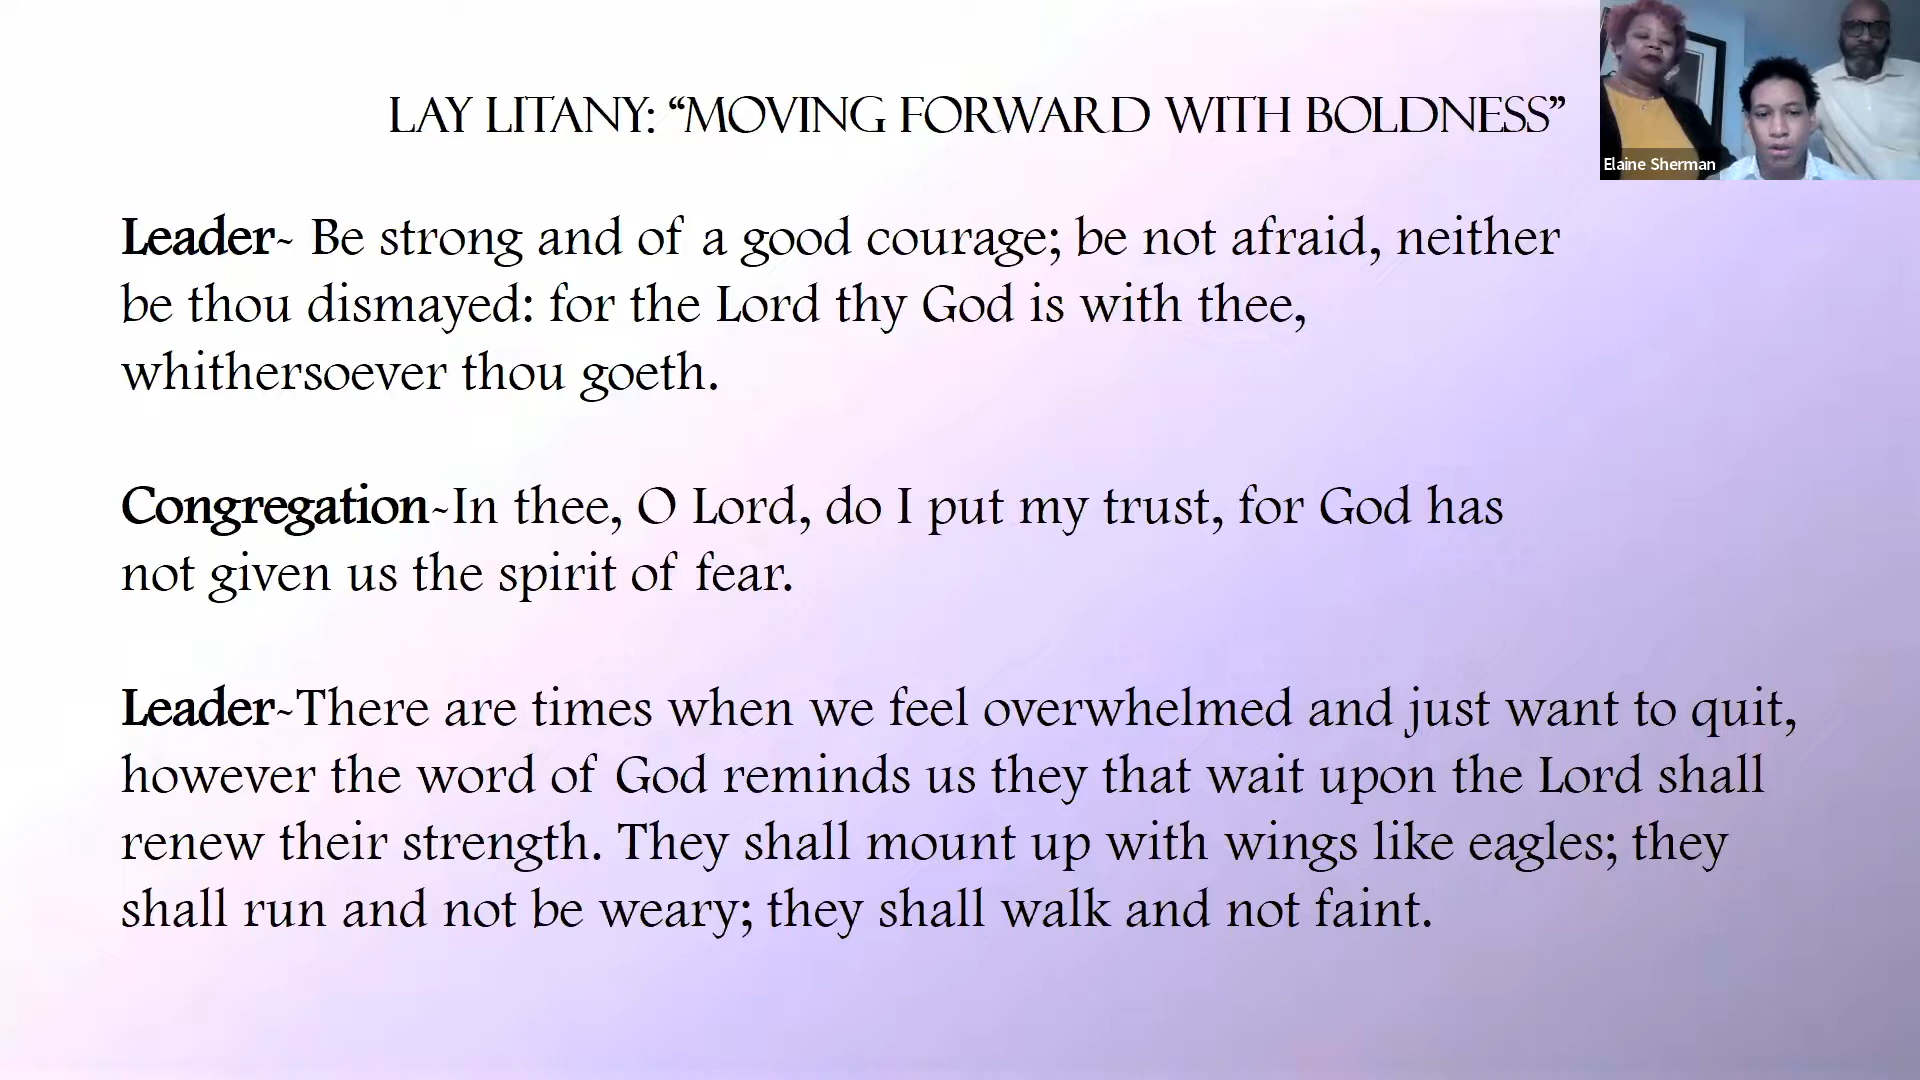 LAY LITANY: “MOVING FORWARD WITH BOLDNESS”
Elaine Sherman
Leader~ Be strong and of a good courage; be not afraid, neither
be thou dismayed: for the Lord thy God is with thee,
whithersoever thou goeth.
Congregation~In thee, O Lord, do I put my trust, for God has
not given us the spirit of fear.
Leader~There are times when we feel overwhelmed and just want to quit,
however the word of God reminds us they that wait upon the Lord shall
renew their strength. They shall mount up with wings like eagles; they
shall run and not be weary; they shall walk and not faint.